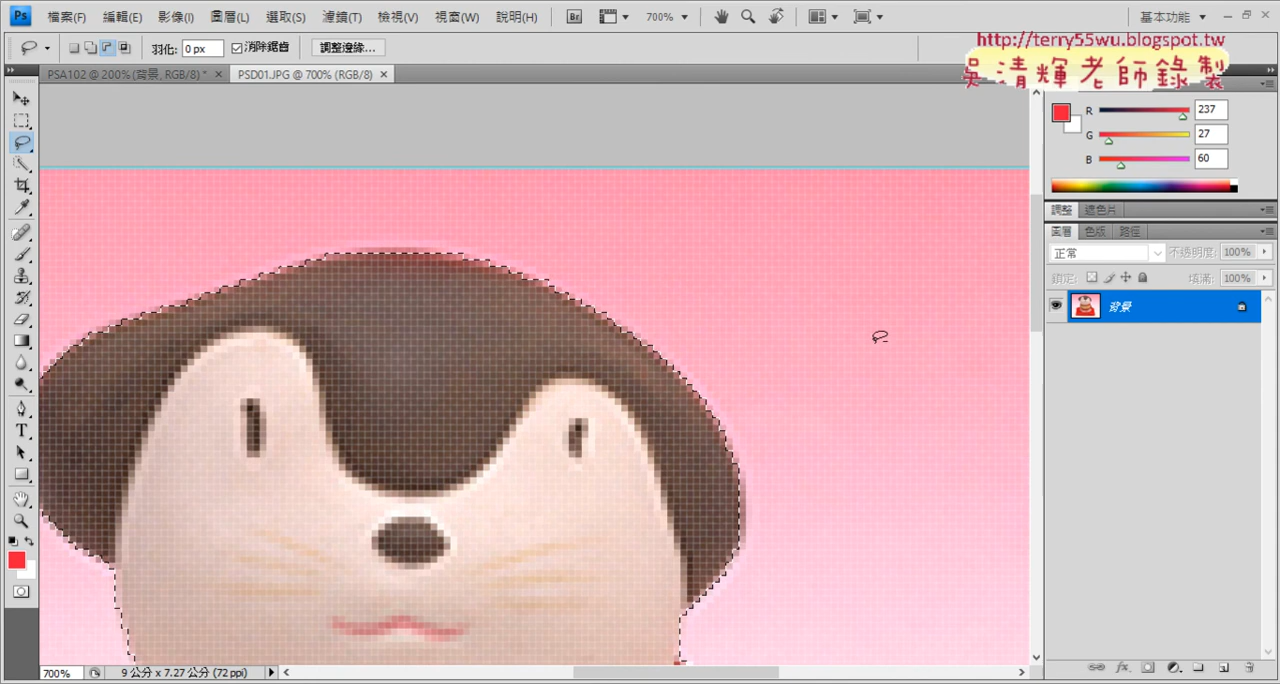 Ps 檔案(F) 編輯(E) 影像(I) 圖層(L) 選取(S) 濾鏡(T) 檢視(V) 視窗(W) 說明(H) Br 700% 基本功能
羽化: 0 px 消除鋸齒 調整邊緣...
http://terry55wu.blogspot.tw
吳清輝老師錄製
PSA102 @ 200%(背景, RGB/8) * PSD01.JPG @ 700% (RGB/8)
R 237
G 27
B 60
調整 遮色片
圖層 色版 路徑
正常 不透明度: 100%
鎖定: 填滿: 100%
背景
T
700% 9 公分 x 7.27 公分 (72 ppi)
fx